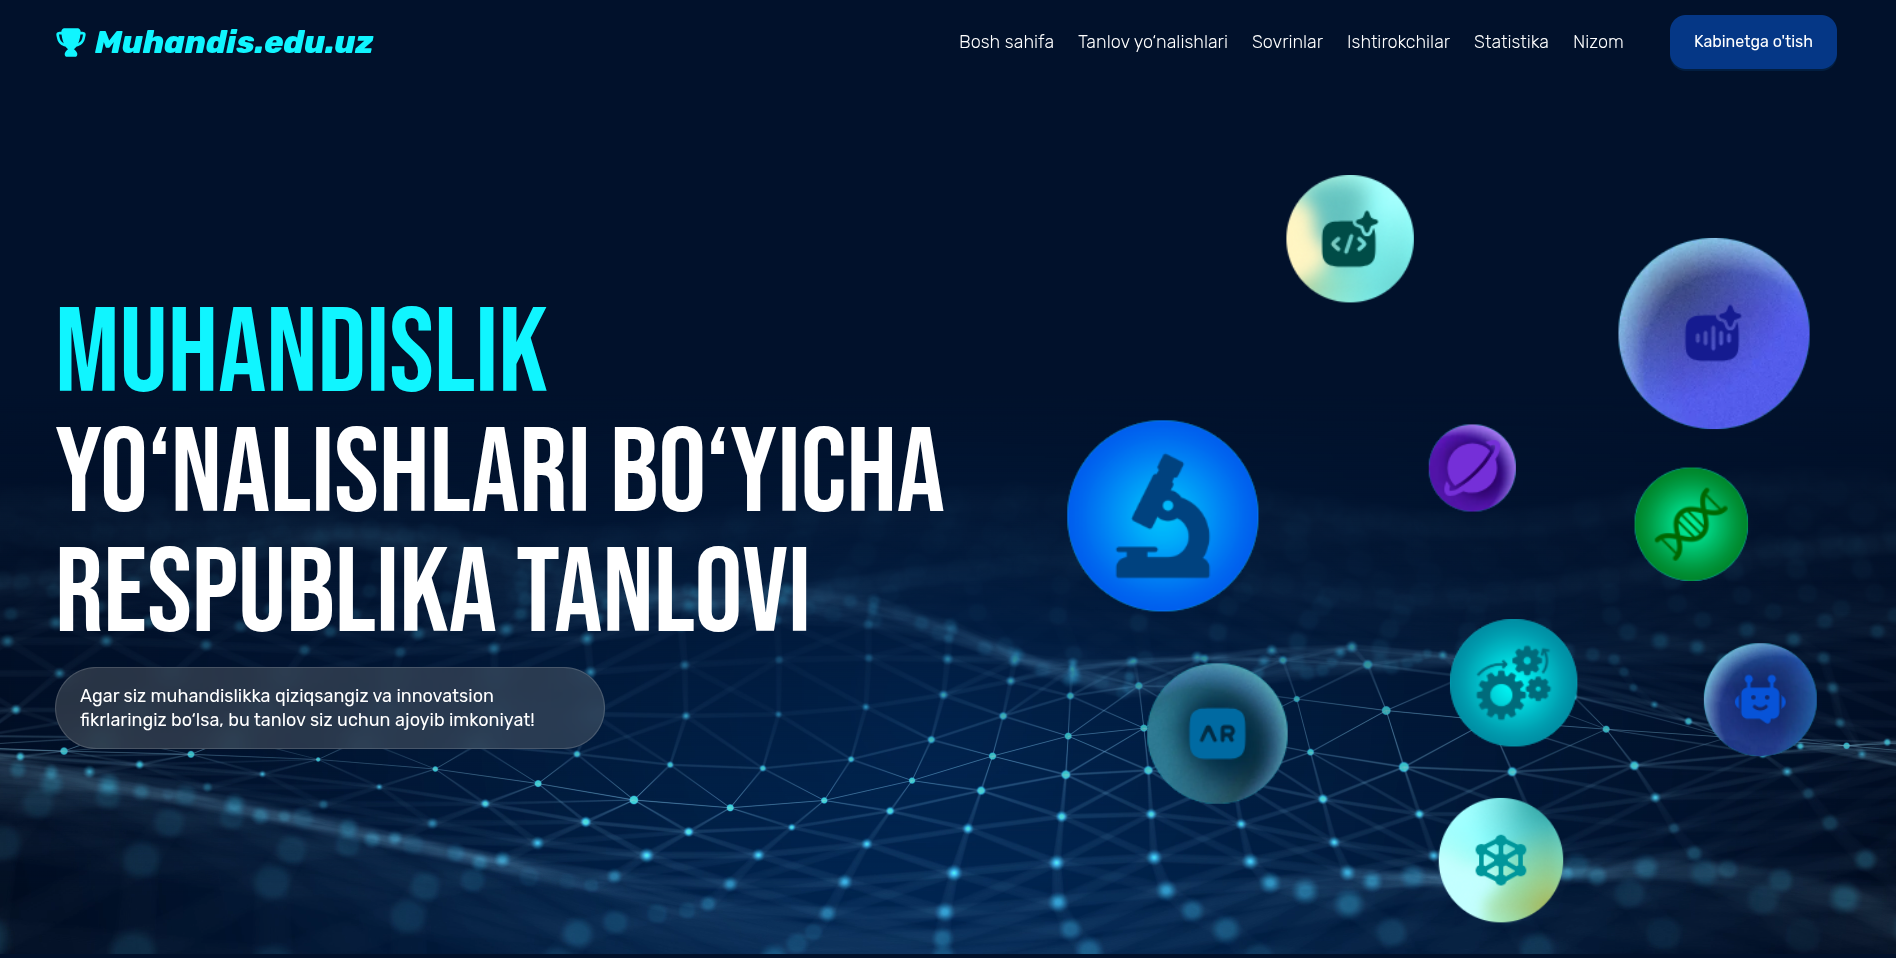 Muhandis.edu.uz
Bosh sahifa
Tanlov yo‘nalishlari
Sovrinlar
Ishtirokchilar
Statistika
Nizom
Kabinetga o'tish
MUHANDISLIK
YO‘NALISHLARI BO‘YICHA
RESPUBLIKA TANLOVI
Agar siz muhandislikka qiziqsangiz va innovatsion
fikrlaringiz bo‘lsa, bu tanlov siz uchun ajoyib imkoniyat!
</>
AR